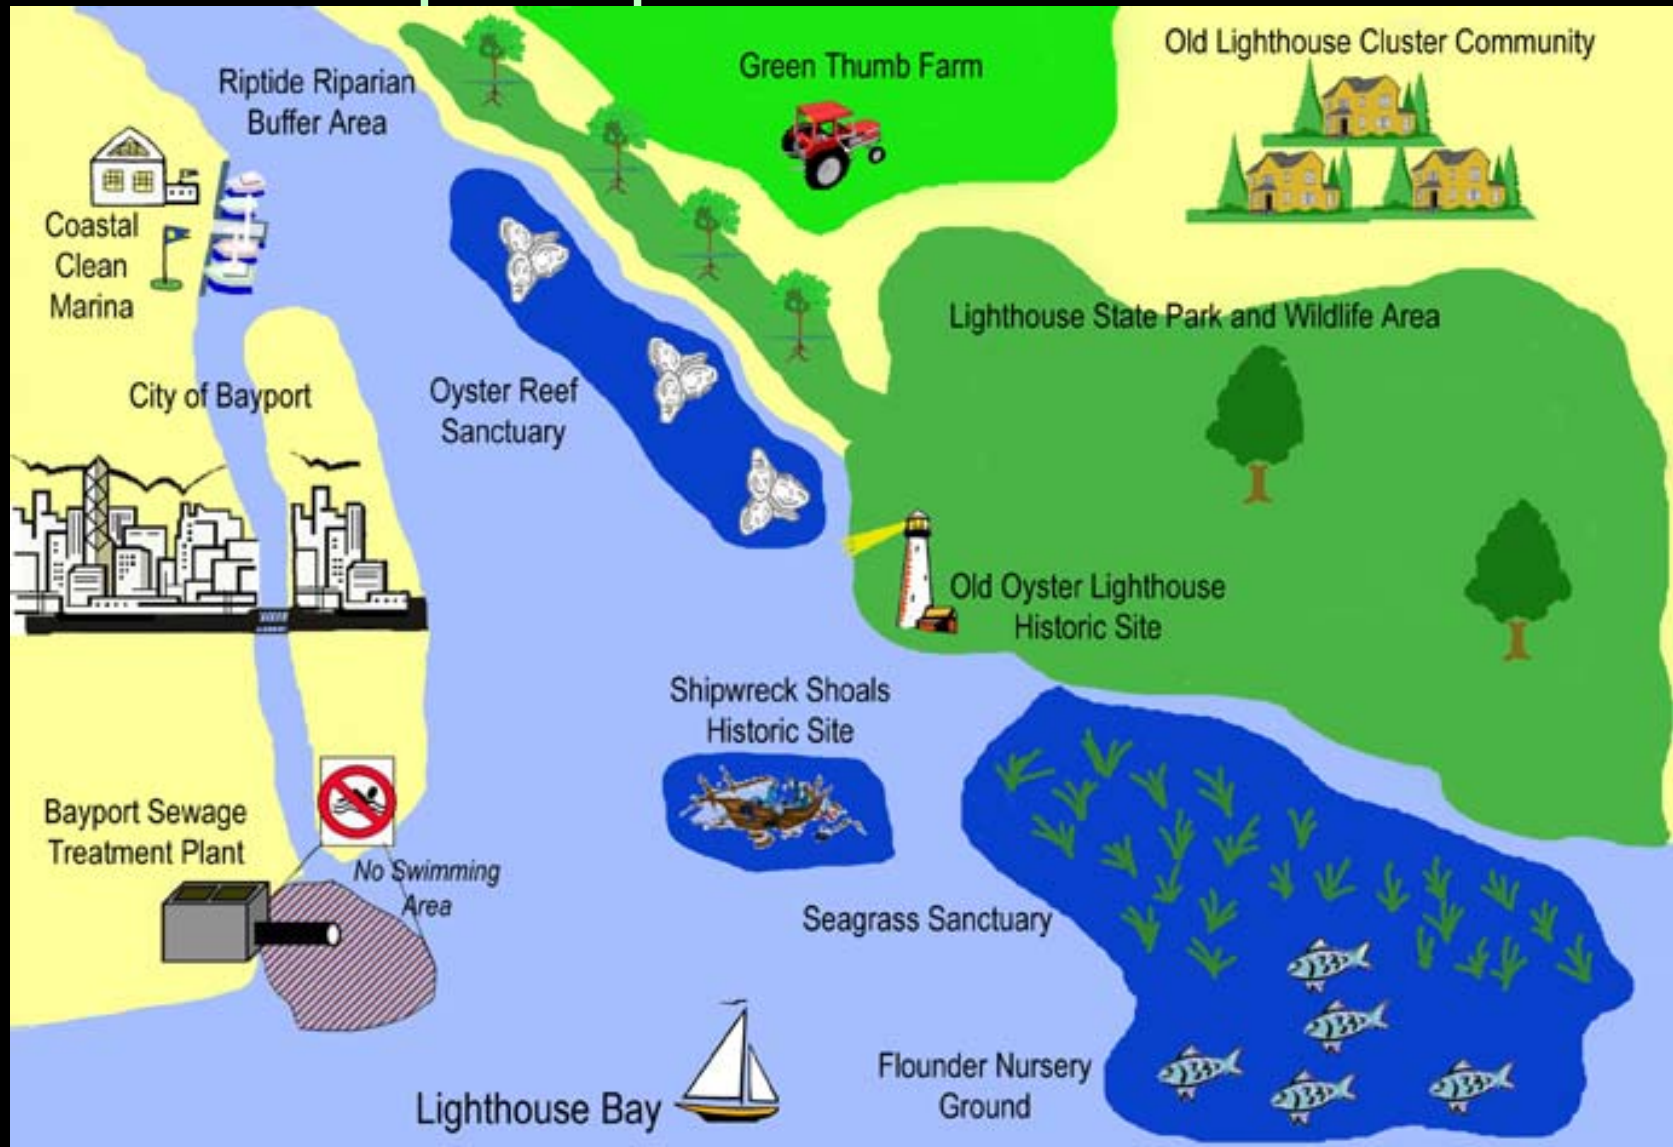 Riptide Riparian
Buffer Area
Green Thumb Farm
Old Lighthouse Cluster Community
Coastal
Clean
Marina
Lighthouse State Park and Wildlife Area
City of Bayport
Oyster Reef
Sanctuary
Old Oyster Lighthouse
Historic Site
Shipwreck Shoals
Historic Site
Bayport Sewage
Treatment Plant
No Swimming
Area
Seagrass Sanctuary
Flounder Nursery
Ground
Lighthouse Bay